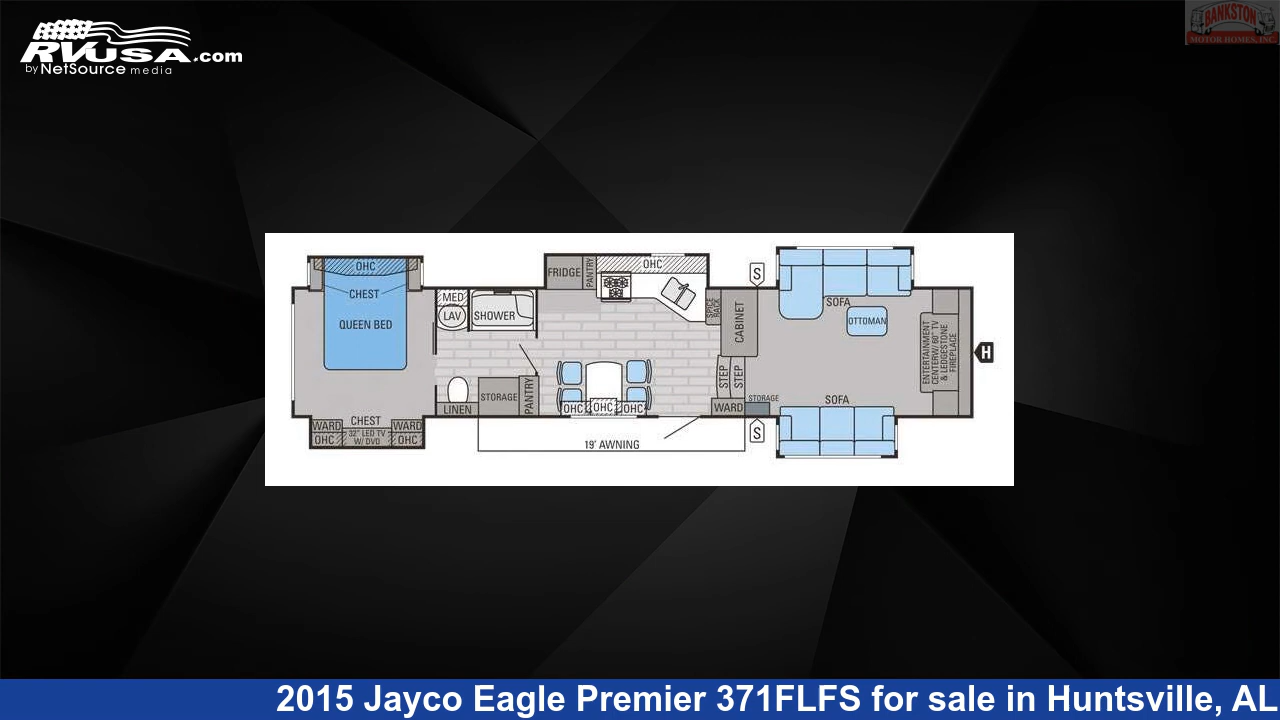 RVUSA.com
by NetSource media
BANKSTON
MOTOR HOMES, INC.
OHC
CHEST
QUEEN BED
CHEST
WARD
WARD
OHC
32" LED TV
W/ DVD
OHC
MED
LAV
SHOWER
LINEN
STORAGE
PANTRY
FRIDGE
PANTRY
OHC
SPICE
RACK
CABINET
OHC
OHC
OHC
STEP
STEP
WARD
STORAGE
19' AWNING
S
S
SOFA
OTTOMAN
SOFA
ENTERTAINMENT
CENTER W/ 60" TV
& LEDGESTONE
FIREPLACE
H
2015 Jayco Eagle Premier 371FLFS for sale in Huntsville, AL